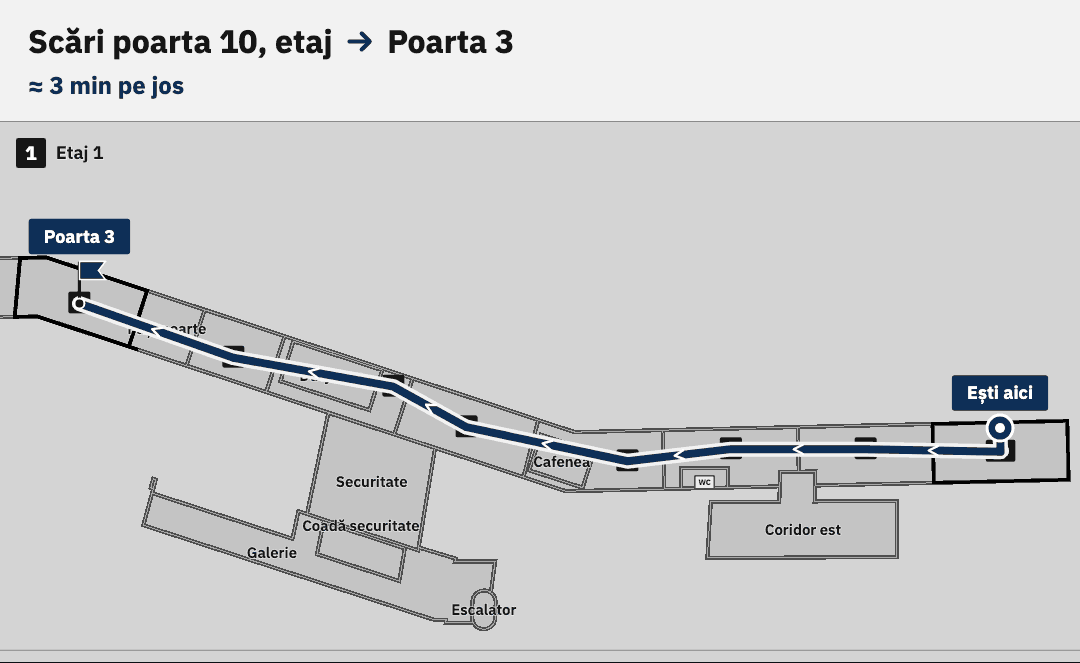 Scări poarta 10, etaj → Poarta 3
≈ 3 min pe jos
1 Etaj 1
Poarta 3
Ești aici
Cafenea
WC
Securitate
Coridor est
Coadă securitate
Galerie
Escalator